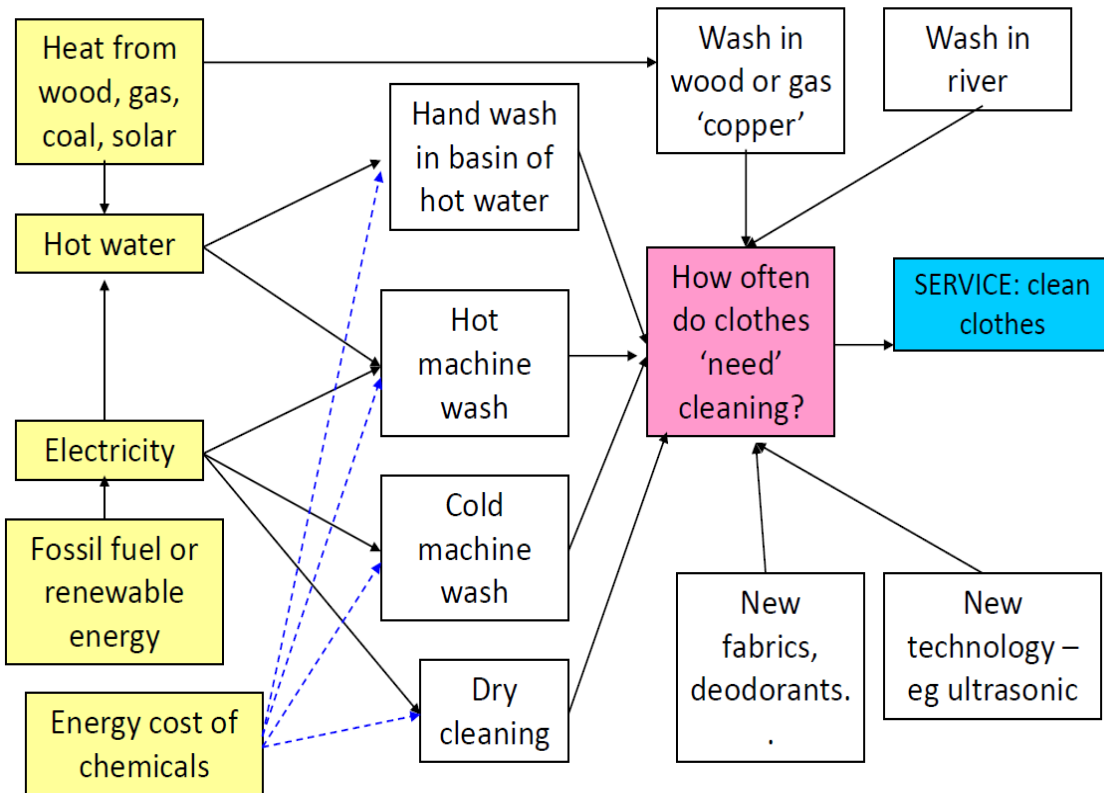 Heat from
wood, gas,
coal, solar
Wash in
wood or gas
‘copper’
Wash in
river
Hand wash
in basin of
hot water
Hot water
How often
do clothes
‘need’
cleaning?
SERVICE: clean
clothes
Hot
machine
wash
Electricity
Cold
machine
wash
Fossil fuel or
renewable
energy
New
fabrics,
deodorants.
.
New
technology –
eg ultrasonic
Dry
cleaning
Energy cost of
chemicals